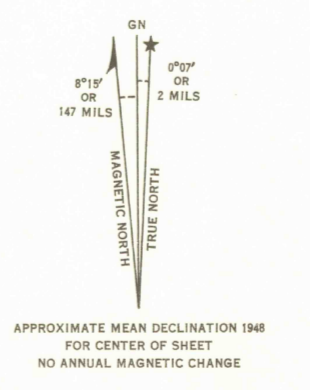 GN
8°15′
OR
147 MILS
0°07′
OR
2 MILS
MAGNETIC NORTH
TRUE NORTH
APPROXIMATE MEAN DECLINATION 1948
FOR CENTER OF SHEET
NO ANNUAL MAGNETIC CHANGE